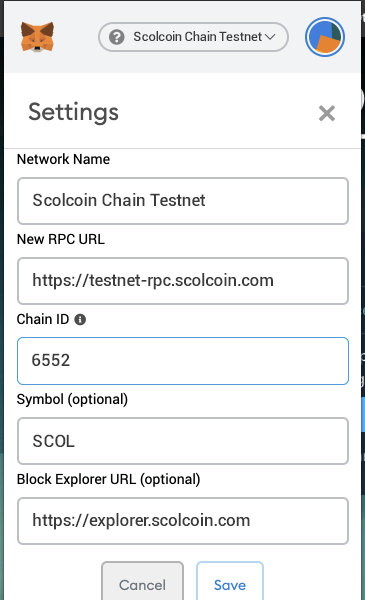 Scolcoin Chain Testnet
Settings
Network Name
Scolcoin Chain Testnet
New RPC URL
https://testnet-rpc.scolcoin.com
Chain ID
6552
Symbol (optional)
SCOL
Block Explorer URL (optional)
https://explorer.scolcoin.com
Cancel
Save